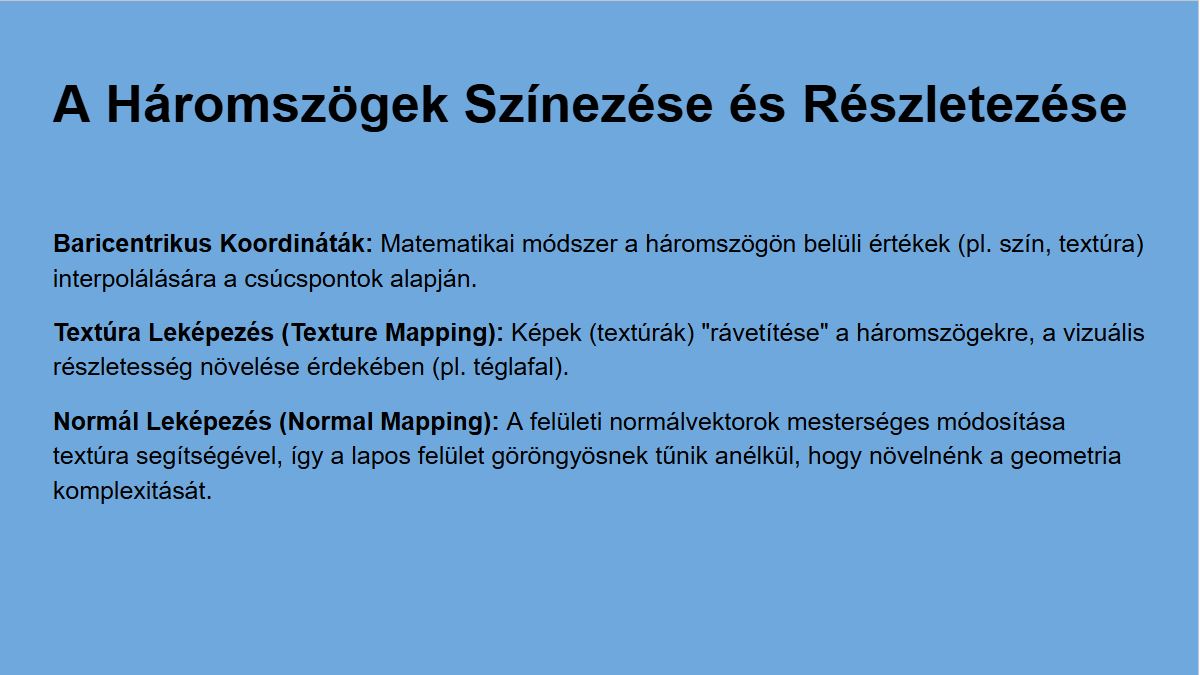 A Háromszögek Színezése és Részletezése
Baricentrikus Koordináták: Matematikai módszer a háromszögön belüli értékek (pl. szín, textúra)
interpolálására a csúcspontok alapján.
Textúra Leképezés (Texture Mapping): Képek (textúrák) "rávetítése" a háromszögekre, a vizuális
részletesség növelése érdekében (pl. téglafal).
Normál Leképezés (Normal Mapping): A felületi normálvektorok mesterséges módosítása
textúra segítségével, így a lapos felület göröngyösnek tűnik anélkül, hogy növelnénk a geometria
komplexitását.